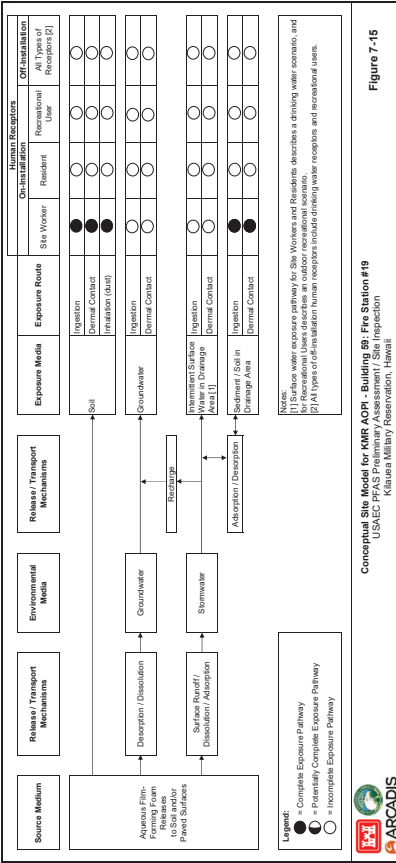 Human Receptors
On-Installation
Off-Installation
Source Medium
Release / Transport
Mechanisms
Environmental
Media
Release / Transport
Mechanisms
Exposure Media
Exposure Route
Site Worker
Resident
Recreational
User
All Types of
Receptors [2]
Aqueous Film-
Forming Foam
Releases
to Soil and/or
Paved Surfaces
Soil
Ingestion
Dermal Contact
Inhalation (dust)
Desorption / Dissolution
Groundwater
Groundwater
Ingestion
Dermal Contact
Recharge
Surface Runoff /
Dissolution / Adsorption
Stormwater
Intermittent Surface
Water in Drainage
Area [1]
Ingestion
Dermal Contact
Adsorption / Desorption
Sediment / Soil in
Drainage Area
Ingestion
Dermal Contact
Legend:
= Complete Exposure Pathway
= Potentially Complete Exposure Pathway
= Incomplete Exposure Pathway
Notes:
[1] Surface water exposure pathway for Site Workers and Residents describes a drinking water scenario, and
for Recreational Users describes an outdoor recreational scenario.
[2] All types of off-installation human receptors include drinking water receptors and recreational users.
ARCADIS
Conceptual Site Model for KMR AOPI - Building 59: Fire Station #19
USAEC PFAS Preliminary Assessment / Site Inspection
Kilauea Military Reservation, Hawaii
Figure 7-15